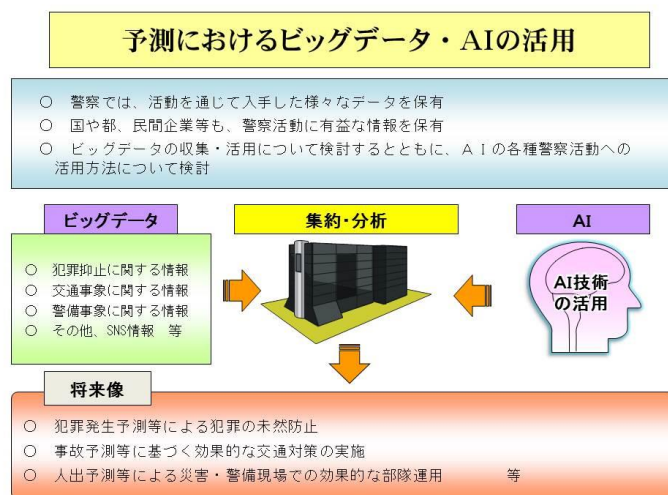 予測におけるビッグデータ・AIの活用
○ 警察では、活動を通じて入手した様々なデータを保有
○ 国や都、民間企業等も、警察活動に有益な情報を保有
○ ビッグデータの収集・活用について検討するとともに、ＡＩの各種警察活動への
活用方法について検討
ビッグデータ
集約・分析
AI
○ 犯罪抑止に関する情報
○ 交通事象に関する情報
○ 警備事象に関する情報
○ その他、SNS情報 等
AI技術
の活用
将来像
○ 犯罪発生予測等による犯罪の未然防止
○ 事故予測等に基づく効果的な交通対策の実施
○ 人出予測等による災害・警備現場での効果的な部隊運用 等